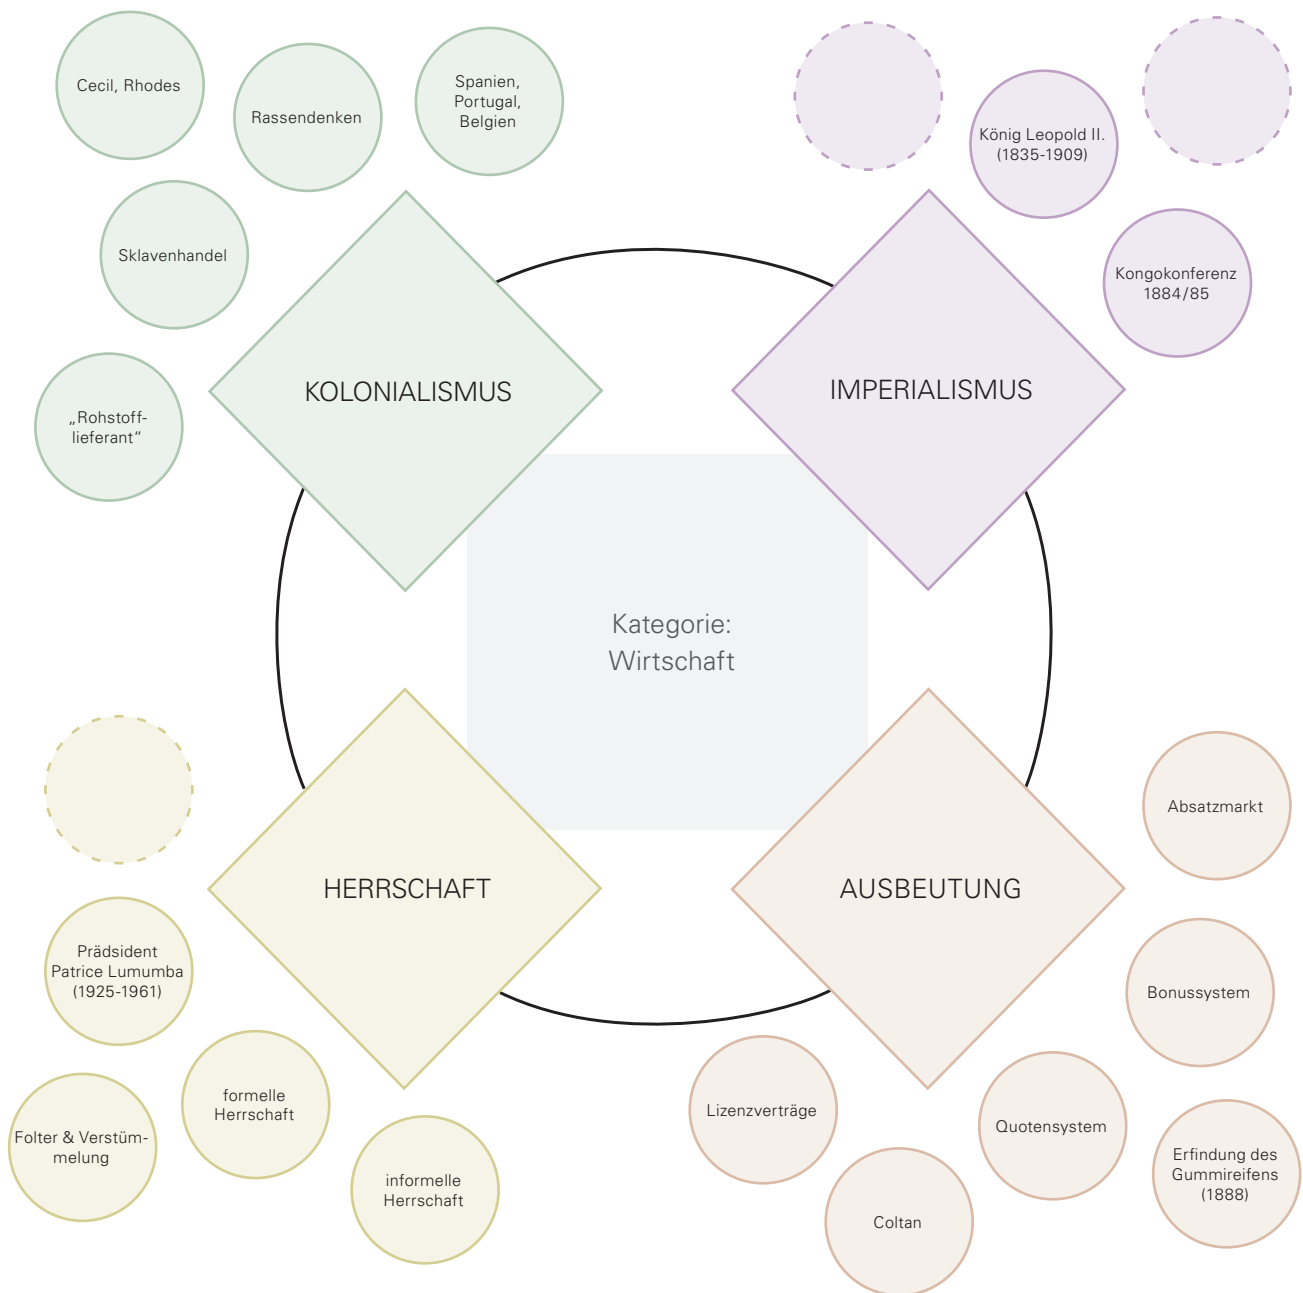 Cecil, Rhodes
Rassendenken
Spanien,
Portugal,
Belgien
Sklavenhandel
„Rohstoff-
lieferant“
KOLONIALISMUS
König Leopold II.
(1835-1909)
Kongokonferenz
1884/85
IMPERIALISMUS
Kategorie:
Wirtschaft
HERRSCHAFT
Prädsident
Patrice Lumumba
(1925-1961)
formelle
Herrschaft
Folter & Verstüm-
melung
informelle
Herrschaft
AUSBEUTUNG
Absatzmarkt
Bonussystem
Lizenzverträge
Quotensystem
Erfindung des
Gummireifens
(1888)
Coltan